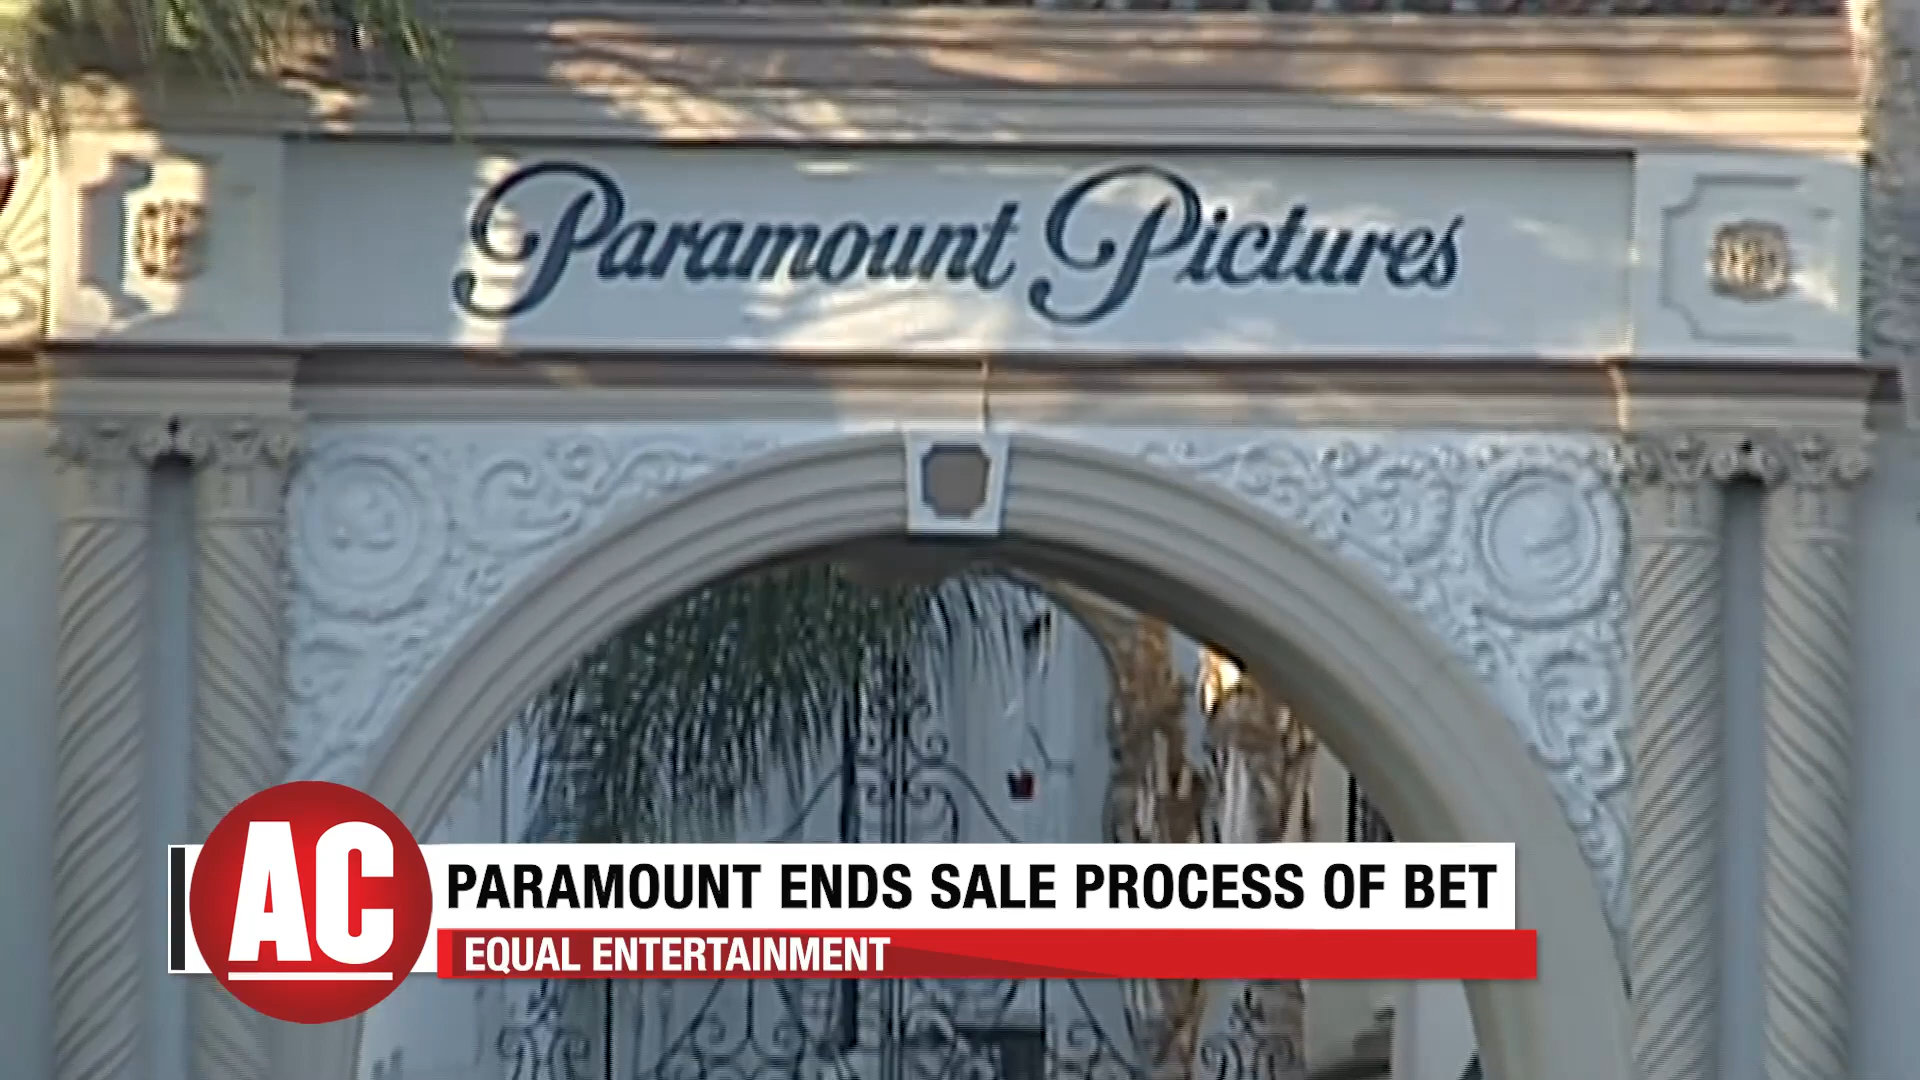 Paramount Pictures
AC
PARAMOUNT ENDS SALE PROCESS OF BET
EQUAL ENTERTAINMENT